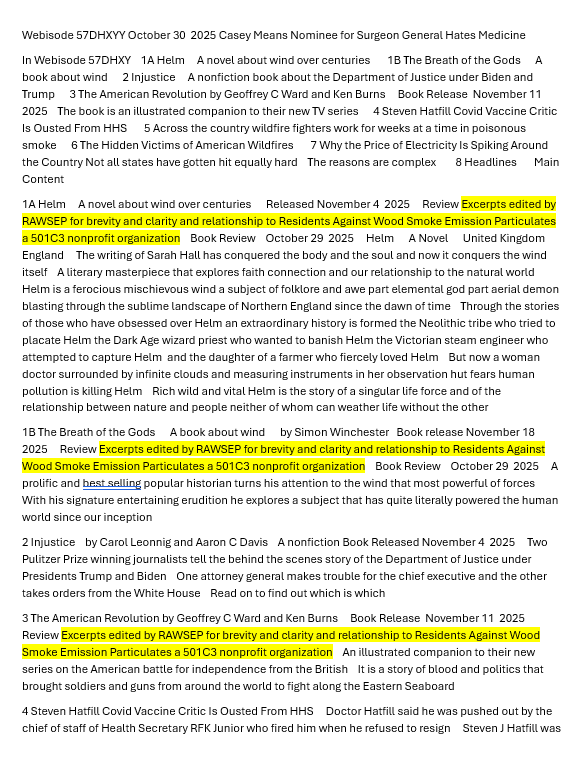 Webisode 57DHXYY October 30 2025 Casey Means Nominee for Surgeon General Hates Medicine
In Webisode 57DHXY 1A Helm A novel about wind over centuries 1B The Breath of the Gods A
book about wind 2 Injustice A nonfiction book about the Department of Justice under Biden and
Trump 3 The American Revolution by Geoffrey C Ward and Ken Burns Book Release November 11
2025 The book is an illustrated companion to their new TV series 4 Steven Hatfill Covid Vaccine Critic
Is Ousted From HHS 5 Across the country wildfire fighters work for weeks at a time in poisonous
smoke 6 The Hidden Victims of American Wildfires 7 Why the Price of Electricity Is Spiking Around
the Country Not all states have gotten hit equally hard The reasons are complex 8 Headlines Main
Content
1A Helm A novel about wind over centuries Released November 4 2025 Review Excerpts edited by
RAWSEP for brevity and clarity and relationship to Residents Against Wood Smoke Emission Particulates
a 501C3 nonprofit organization Book Review October 29 2025 Helm A Novel United Kingdom
England The writing of Sarah Hall has conquered the body and the soul and now it conquers the wind
itself A literary masterpiece that explores faith connection and our relationship to the natural world
Helm is a ferocious mischievous wind a subject of folklore and awe part elemental god part aerial demon
blasting through the sublime landscape of Northern England since the dawn of time Through the stories
of those who have obsessed over Helm an extraordinary history is formed the Neolithic tribe who tried to
placate Helm the Dark Age wizard priest who wanted to banish Helm the Victorian steam engineer who
attempted to capture Helm and the daughter of a farmer who fiercely loved Helm But now a woman
doctor surrounded by infinite clouds and measuring instruments in her observation hut fears human
pollution is killing Helm Rich wild and vital Helm is the story of a singular life force and of the
relationship between nature and people neither of whom can weather life without the other
1B The Breath of the Gods A book about wind by Simon Winchester Book release November 18
2025 Review Excerpts edited by RAWSEP for brevity and clarity and relationship to Residents Against
Wood Smoke Emission Particulates a 501C3 nonprofit organization Book Review October 29 2025 A
prolific and best selling popular historian turns his attention to the wind that most powerful of forces
With his signature entertaining erudition he explores a subject that has quite literally powered the human
world since our inception
2 Injustice by Carol Leonnig and Aaron C Davis A nonfiction Book Released November 4 2025 Two
Pulitzer Prize winning journalists tell the behind the scenes story of the Department of Justice under
Presidents Trump and Biden One attorney general makes trouble for the chief executive and the other
takes orders from the White House Read on to find out which is which
3 The American Revolution by Geoffrey C Ward and Ken Burns Book Release November 11 2025
Review Excerpts edited by RAWSEP for brevity and clarity and relationship to Residents Against Wood
Smoke Emission Particulates a 501C3 nonprofit organization An illustrated companion to their new
series on the American battle for independence from the British It is a story of blood and politics that
brought soldiers and guns from around the world to fight along the Eastern Seaboard
4 Steven Hatfill Covid Vaccine Critic Is Ousted From HHS Doctor Hatfill said he was pushed out by the
chief of staff of Health Secretary RFK Junior who fired him when he refused to resign Steven J Hatfill was